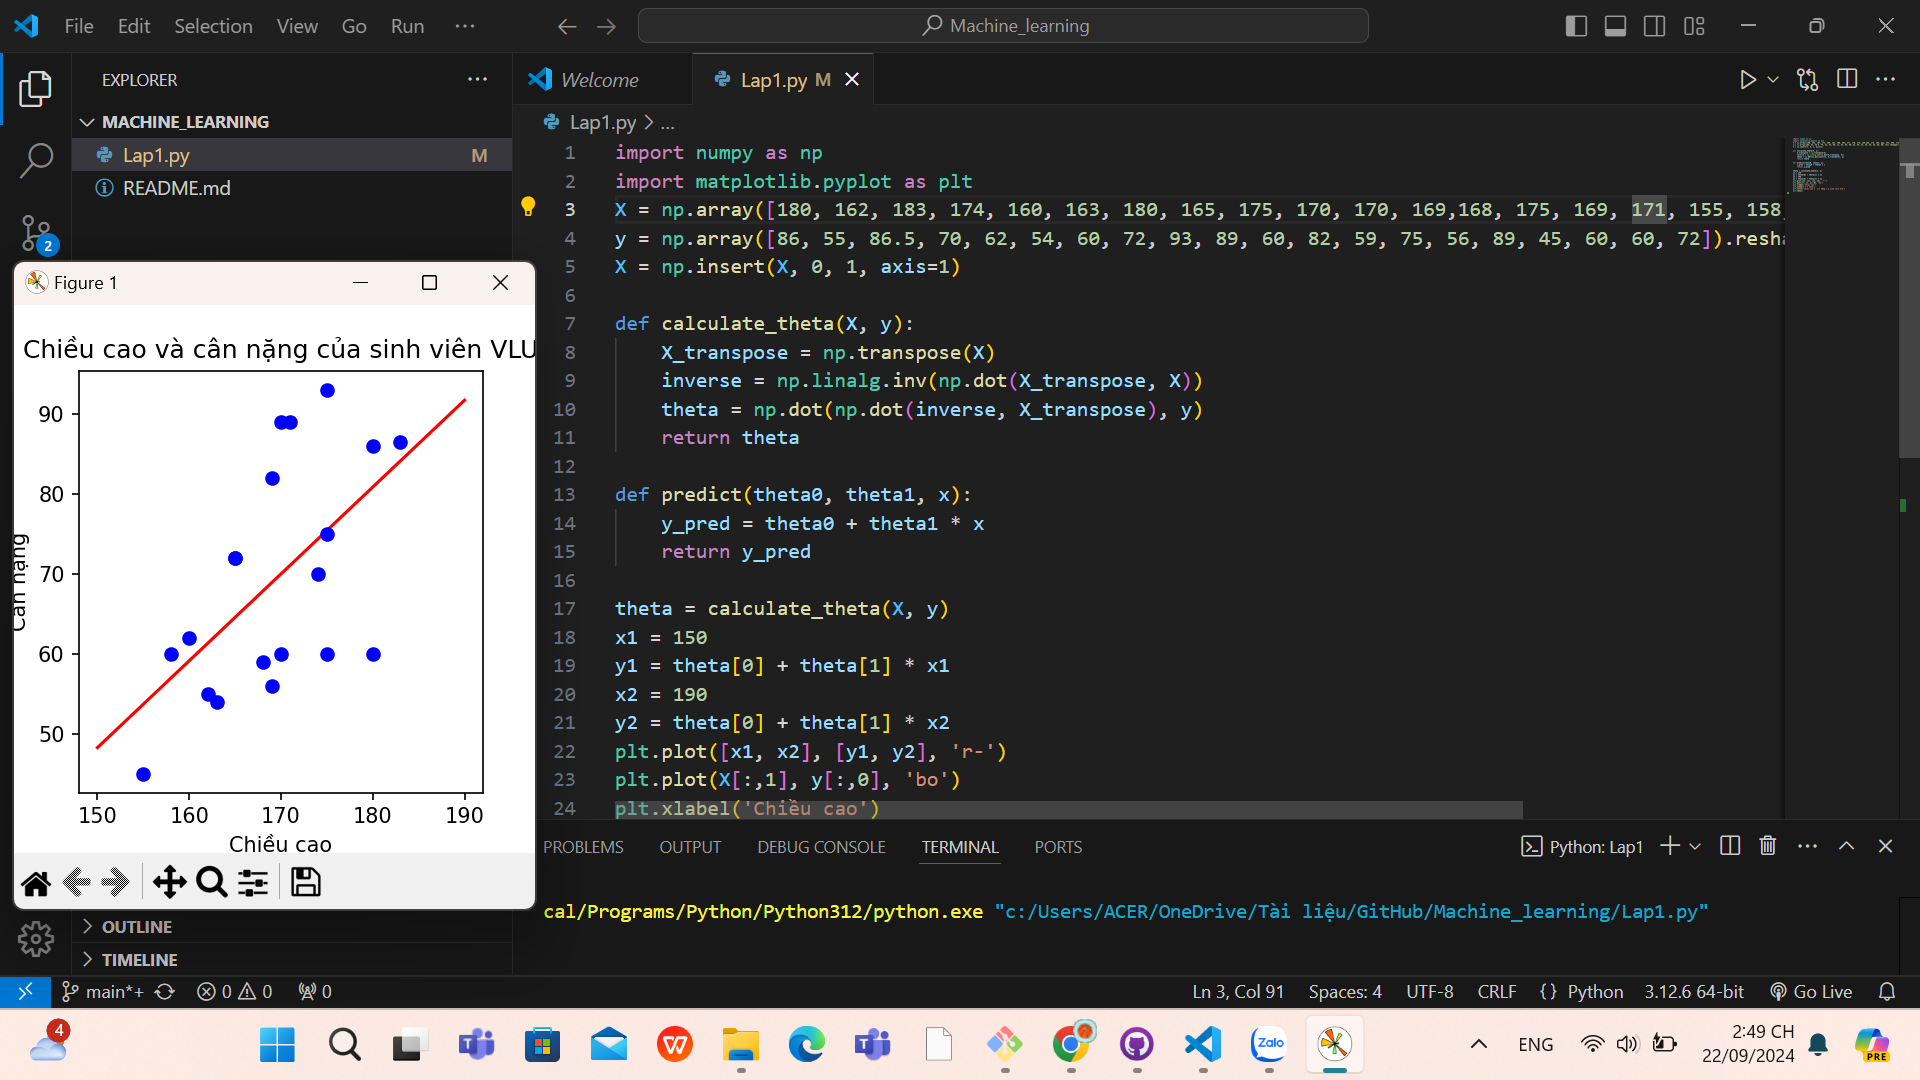 File Edit Selection View Go Run ...
Machine_learning
EXPLORER
MACHINE_LEARNING
Lap1.py M
README.md
2
Welcome
Lap1.py M
Lap1.py > ...
1 import numpy as np
2 import matplotlib.pyplot as plt
3 X = np.array([180, 162, 183, 174, 160, 163, 180, 165, 175, 170, 170, 169,168, 175, 169, 171, 155, 158,
4 y = np.array([86, 55, 86.5, 70, 62, 54, 60, 72, 93, 89, 60, 82, 59, 75, 56, 89, 45, 60, 60, 72]).resha
5 X = np.insert(X, 0, 1, axis=1)
6
7 def calculate_theta(X, y):
8 X_transpose = np.transpose(X)
9 inverse = np.linalg.inv(np.dot(X_transpose, X))
10 theta = np.dot(np.dot(inverse, X_transpose), y)
11 return theta
12
13 def predict(theta0, theta1, x):
14 y_pred = theta0 + theta1 * x
15 return y_pred
16
17 theta = calculate_theta(X, y)
18 x1 = 150
19 y1 = theta[0] + theta[1] * x1
20 x2 = 190
21 y2 = theta[0] + theta[1] * x2
22 plt.plot([x1, x2], [y1, y2], 'r-')
23 plt.plot(X[:,1], y[:,0], 'bo')
24 plt.xlabel('Chiều cao')
Figure 1
Chiều cao và cân nặng của sinh viên VLU
90
80
70
60
50
Cân nặng
150 160 170 180 190
Chiều cao
PROBLEMS OUTPUT DEBUG CONSOLE TERMINAL PORTS
Python: Lap1
cal/Programs/Python/Python312/python.exe "c:/Users/ACER/OneDrive/Tài liệu/GitHub/Machine_learning/Lap1.py"
OUTLINE
TIMELINE
main*+ 0 0 0
Ln 3, Col 91 Spaces: 4 UTF-8 CRLF {} Python 3.12.6 64-bit Go Live
4
Zalo
ENG
2:49 CH
22/09/2024
PRE